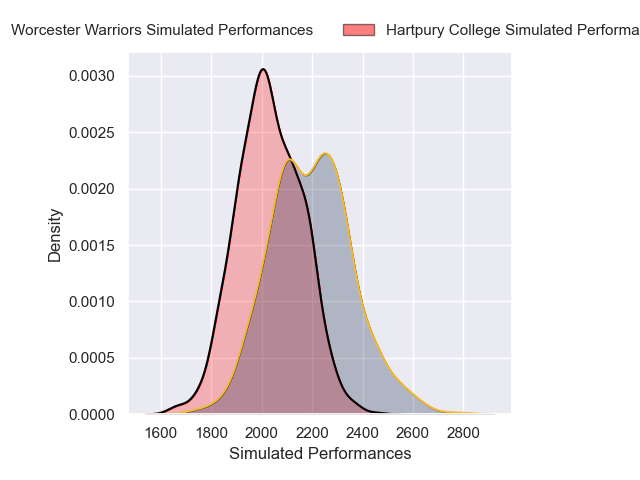 Worcester Warriors Simulated Performances
Hartpury College Simulated Performa
0.0030
0.0025
0.0020
0.0015
0.0010
0.0005
0.0000
Density
1600 1800 2000 2200 2400 2600 2800
Simulated Performances